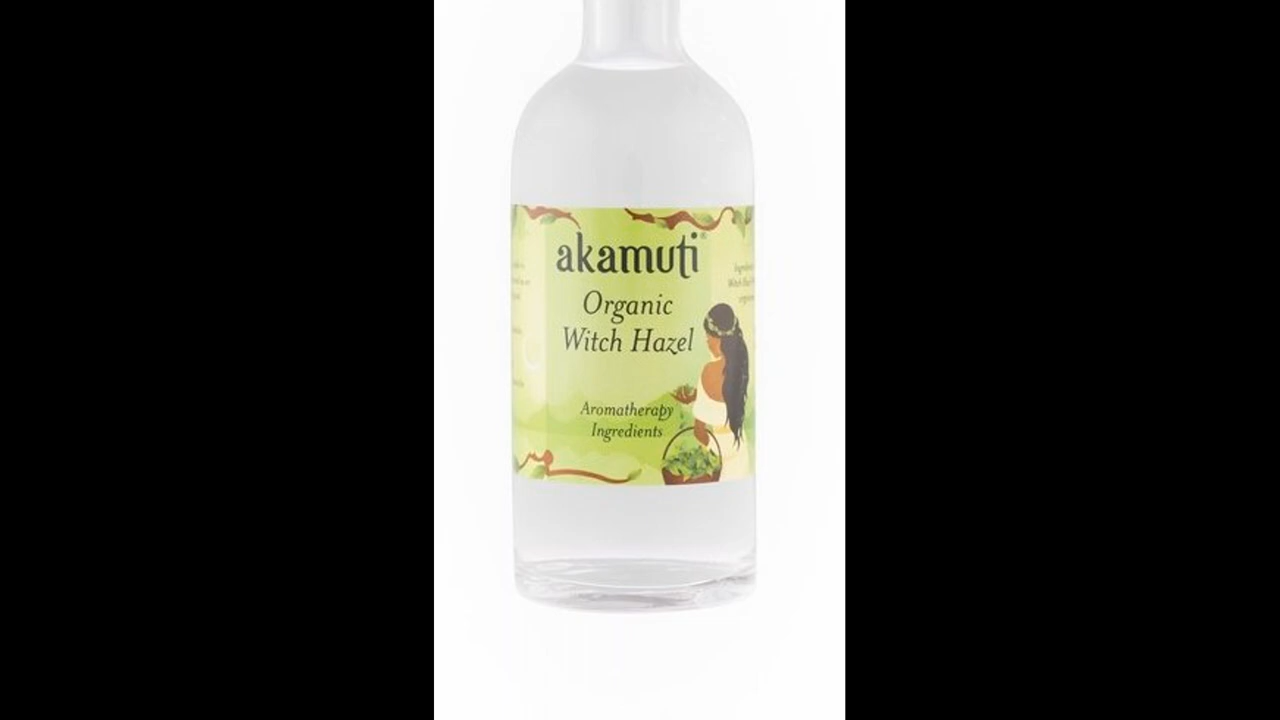 akamuti®
Organic
Witch Hazel
Aromatherapy
Ingredients